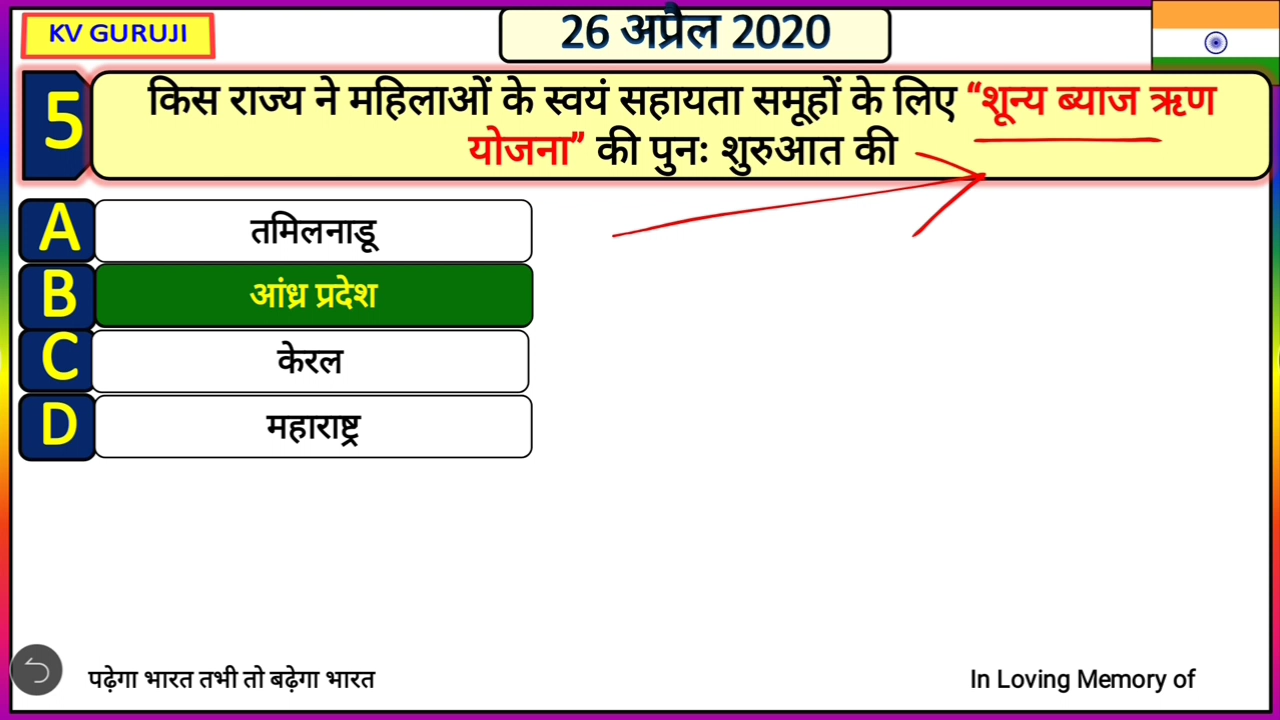 KV GURUJI
26 अप्रैल 2020
5
किस राज्य ने महिलाओं के स्वयं सहायता समूहों के लिए “शून्य ब्याज ऋण
योजना” की पुनः शुरुआत की
A तमिलनाडू
B आंध्र प्रदेश
C केरल
D महाराष्ट्र
पढ़ेगा भारत तभी तो बढ़ेगा भारत
In Loving Memory of